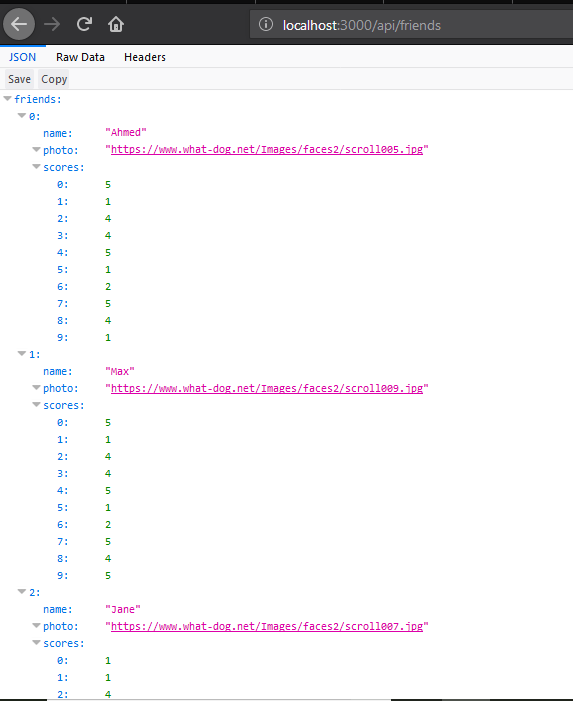 localhost:3000/api/friends
JSON Raw Data Headers
Save Copy
friends:
0:
name: "Ahmed"
photo: "https://www.what-dog.net/Images/faces2/scroll005.jpg"
scores:
0: 5
1: 1
2: 4
3: 4
4: 5
5: 1
6: 2
7: 5
8: 4
9: 1
1:
name: "Max"
photo: "https://www.what-dog.net/Images/faces2/scroll009.jpg"
scores:
0: 5
1: 1
2: 4
3: 4
4: 5
5: 1
6: 2
7: 5
8: 4
9: 5
2:
name: "Jane"
photo: "https://www.what-dog.net/Images/faces2/scroll007.jpg"
scores:
0: 1
1: 1
2: 4